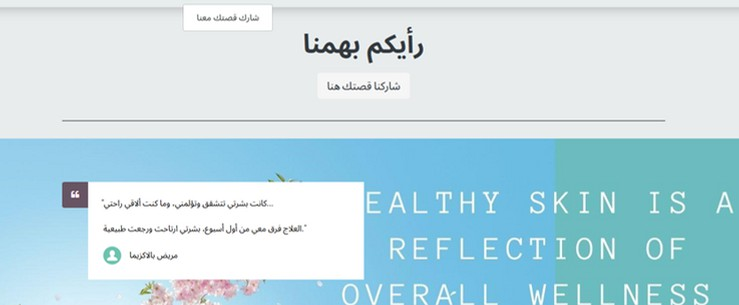 شارك قصتك معنا
رأيكم بهمنا
شاركنا قصتك هنا
"كانت بشرتي تتشقق وتؤلمني، وما كنت ألاقي راحتي...
العلاج فرق معي من أول أسبوع، بشرتي ارتاحت ورجعت طبيعية."
مريض بالاكزيما
EALTHY SKIN IS A
REFLECTION OF
OVERALL WELLNESS